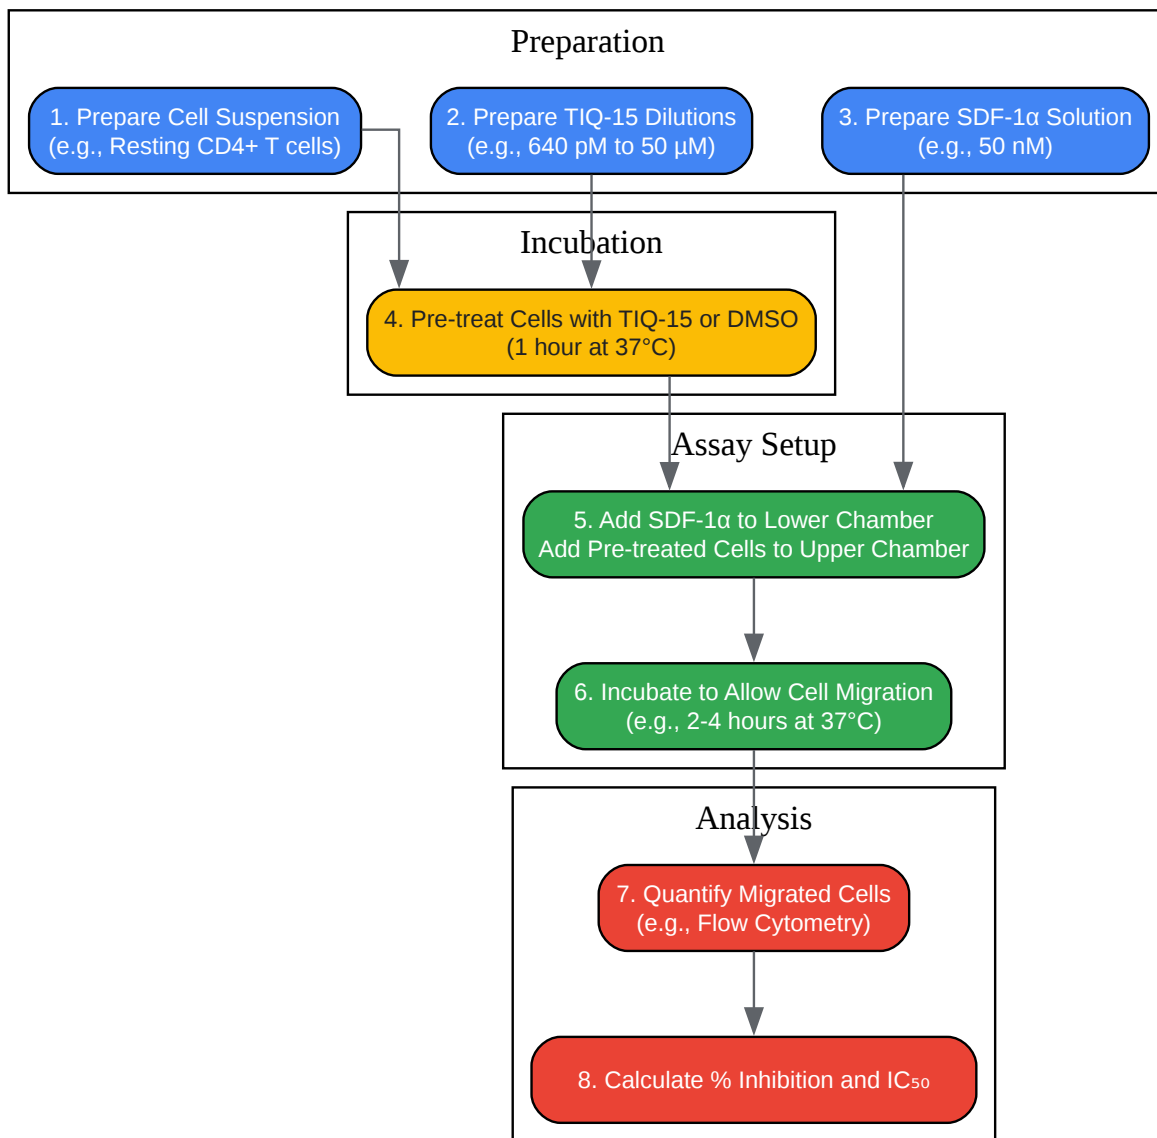 Preparation
1. Prepare Cell Suspension
(e.g., Resting CD4+ T cells)
2. Prepare TIQ-15 Dilutions
(e.g., 640 pM to 50 µM)
3. Prepare SDF-1α Solution
(e.g., 50 nM)
Incubation
4. Pre-treat Cells with TIQ-15 or DMSO
(1 hour at 37°C)
Assay Setup
5. Add SDF-1α to Lower Chamber
Add Pre-treated Cells to Upper Chamber
6. Incubate to Allow Cell Migration
(e.g., 2-4 hours at 37°C)
Analysis
7. Quantify Migrated Cells
(e.g., Flow Cytometry)
8. Calculate % Inhibition and IC₅₀